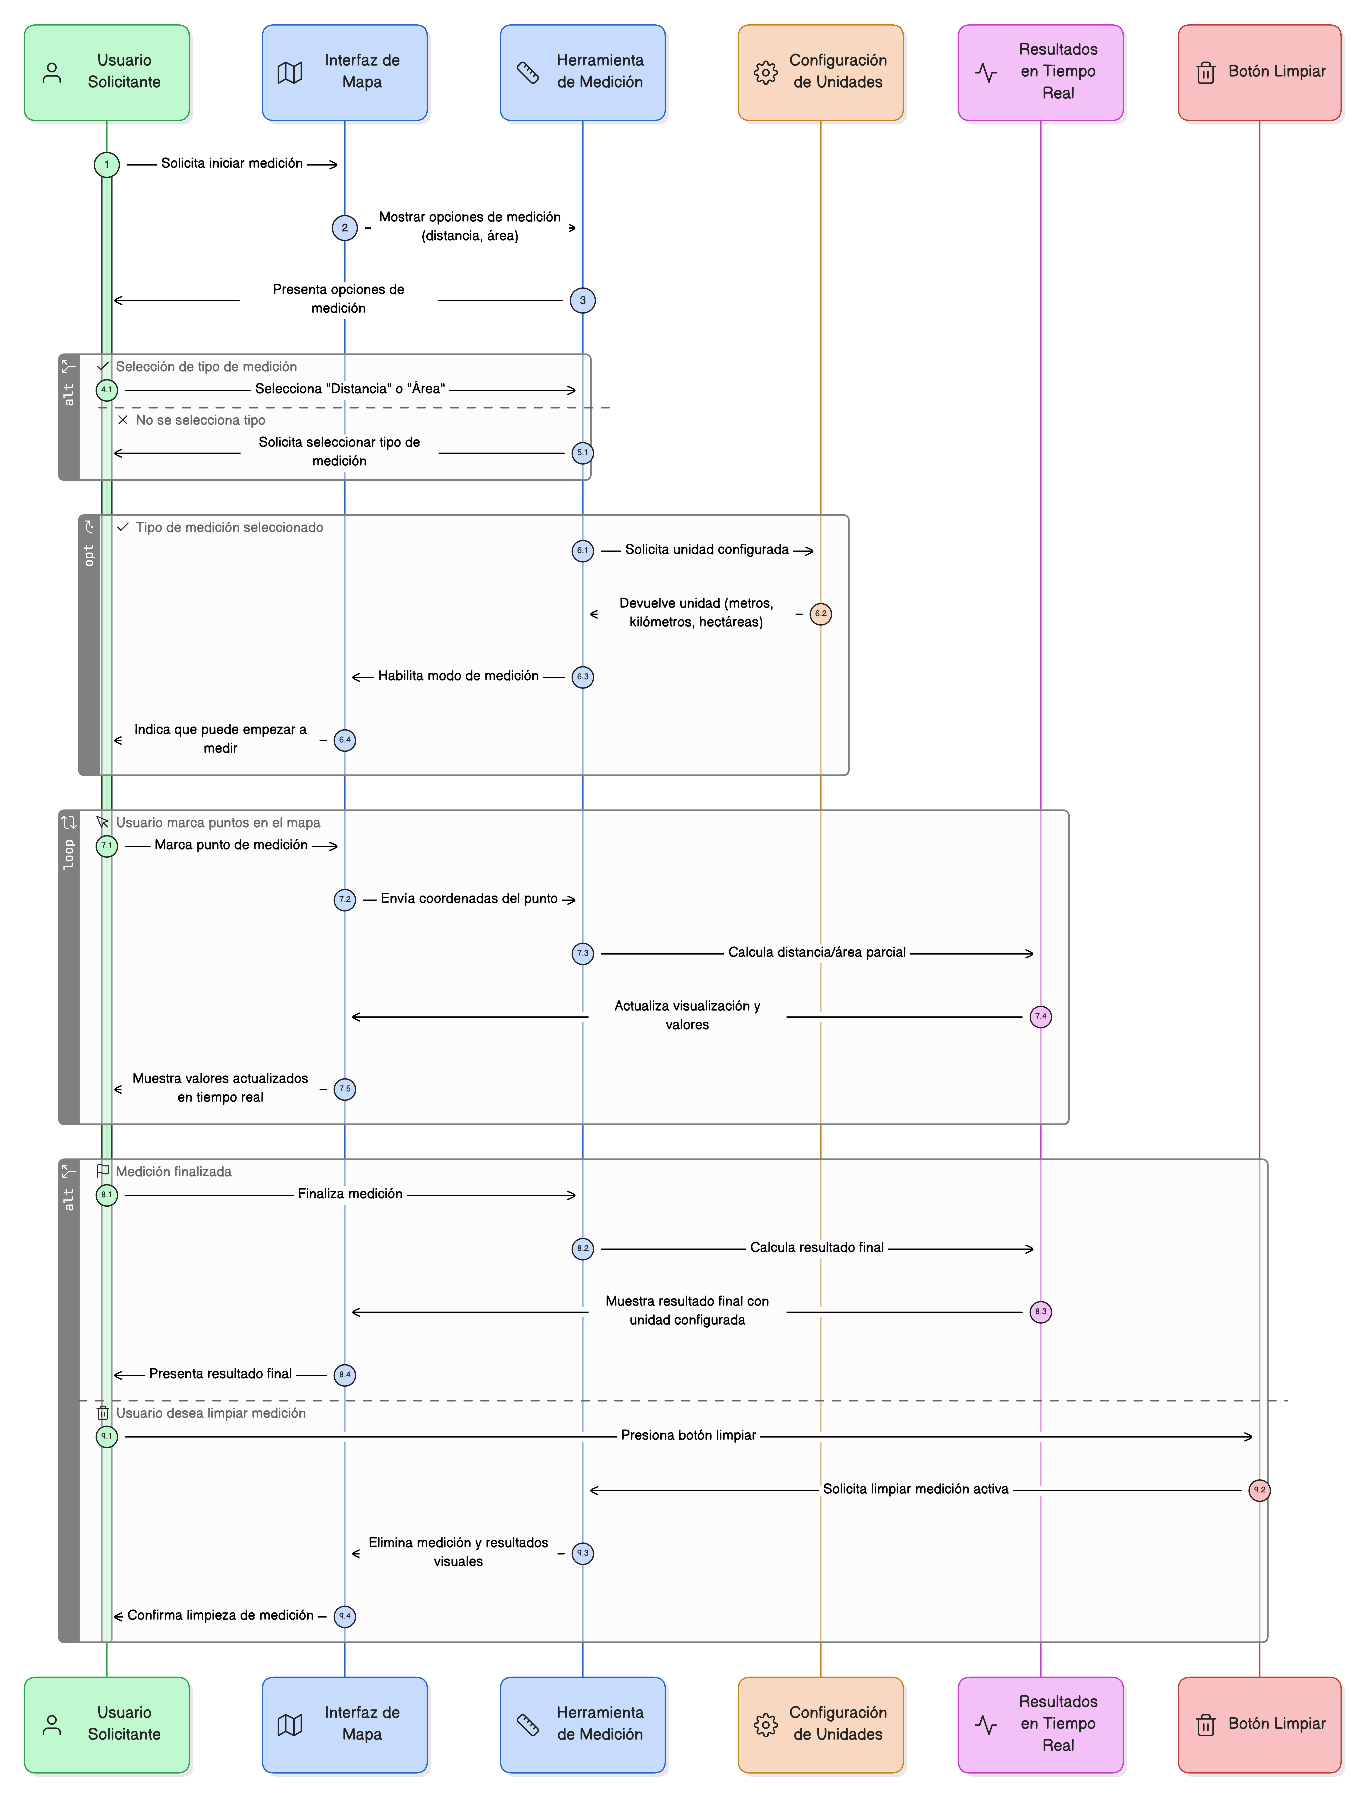 Usuario
Solicitante
Interfaz de
Mapa
Herramienta
de Medición
Configuración
de Unidades
Resultados
en Tiempo
Real
Botón Limpiar
1
Solicita iniciar medición
2
Mostrar opciones de medición
(distancia, área)
Presenta opciones de
medición
3
alt
Selección de tipo de medición
4.1
Selecciona "Distancia" o "Área"
No se selecciona tipo
Solicita seleccionar tipo de
medición
5.1
opt
Tipo de medición seleccionado
6.1
Solicita unidad configurada
Devuelve unidad (metros,
kilómetros, hectáreas)
6.2
Habilita modo de medición
6.3
Indica que puede empezar a
medir
6.4
loop
Usuario marca puntos en el mapa
7.1
Marca punto de medición
7.2
Envía coordenadas del punto
7.3
Calcula distancia/área parcial
Actualiza visualización y
valores
7.4
Muestra valores actualizados
en tiempo real
7.5
alt
Medición finalizada
8.1
Finaliza medición
8.2
Calcula resultado final
Muestra resultado final con
unidad configurada
8.3
Presenta resultado final
8.4
Usuario desea limpiar medición
9.1
Presiona botón limpiar
Solicita limpiar medición activa
9.2
Elimina medición y resultados
visuales
9.3
Confirma limpieza de medición
9.4
Usuario
Solicitante
Interfaz de
Mapa
Herramienta
de Medición
Configuración
de Unidades
Resultados
en Tiempo
Real
Botón Limpiar